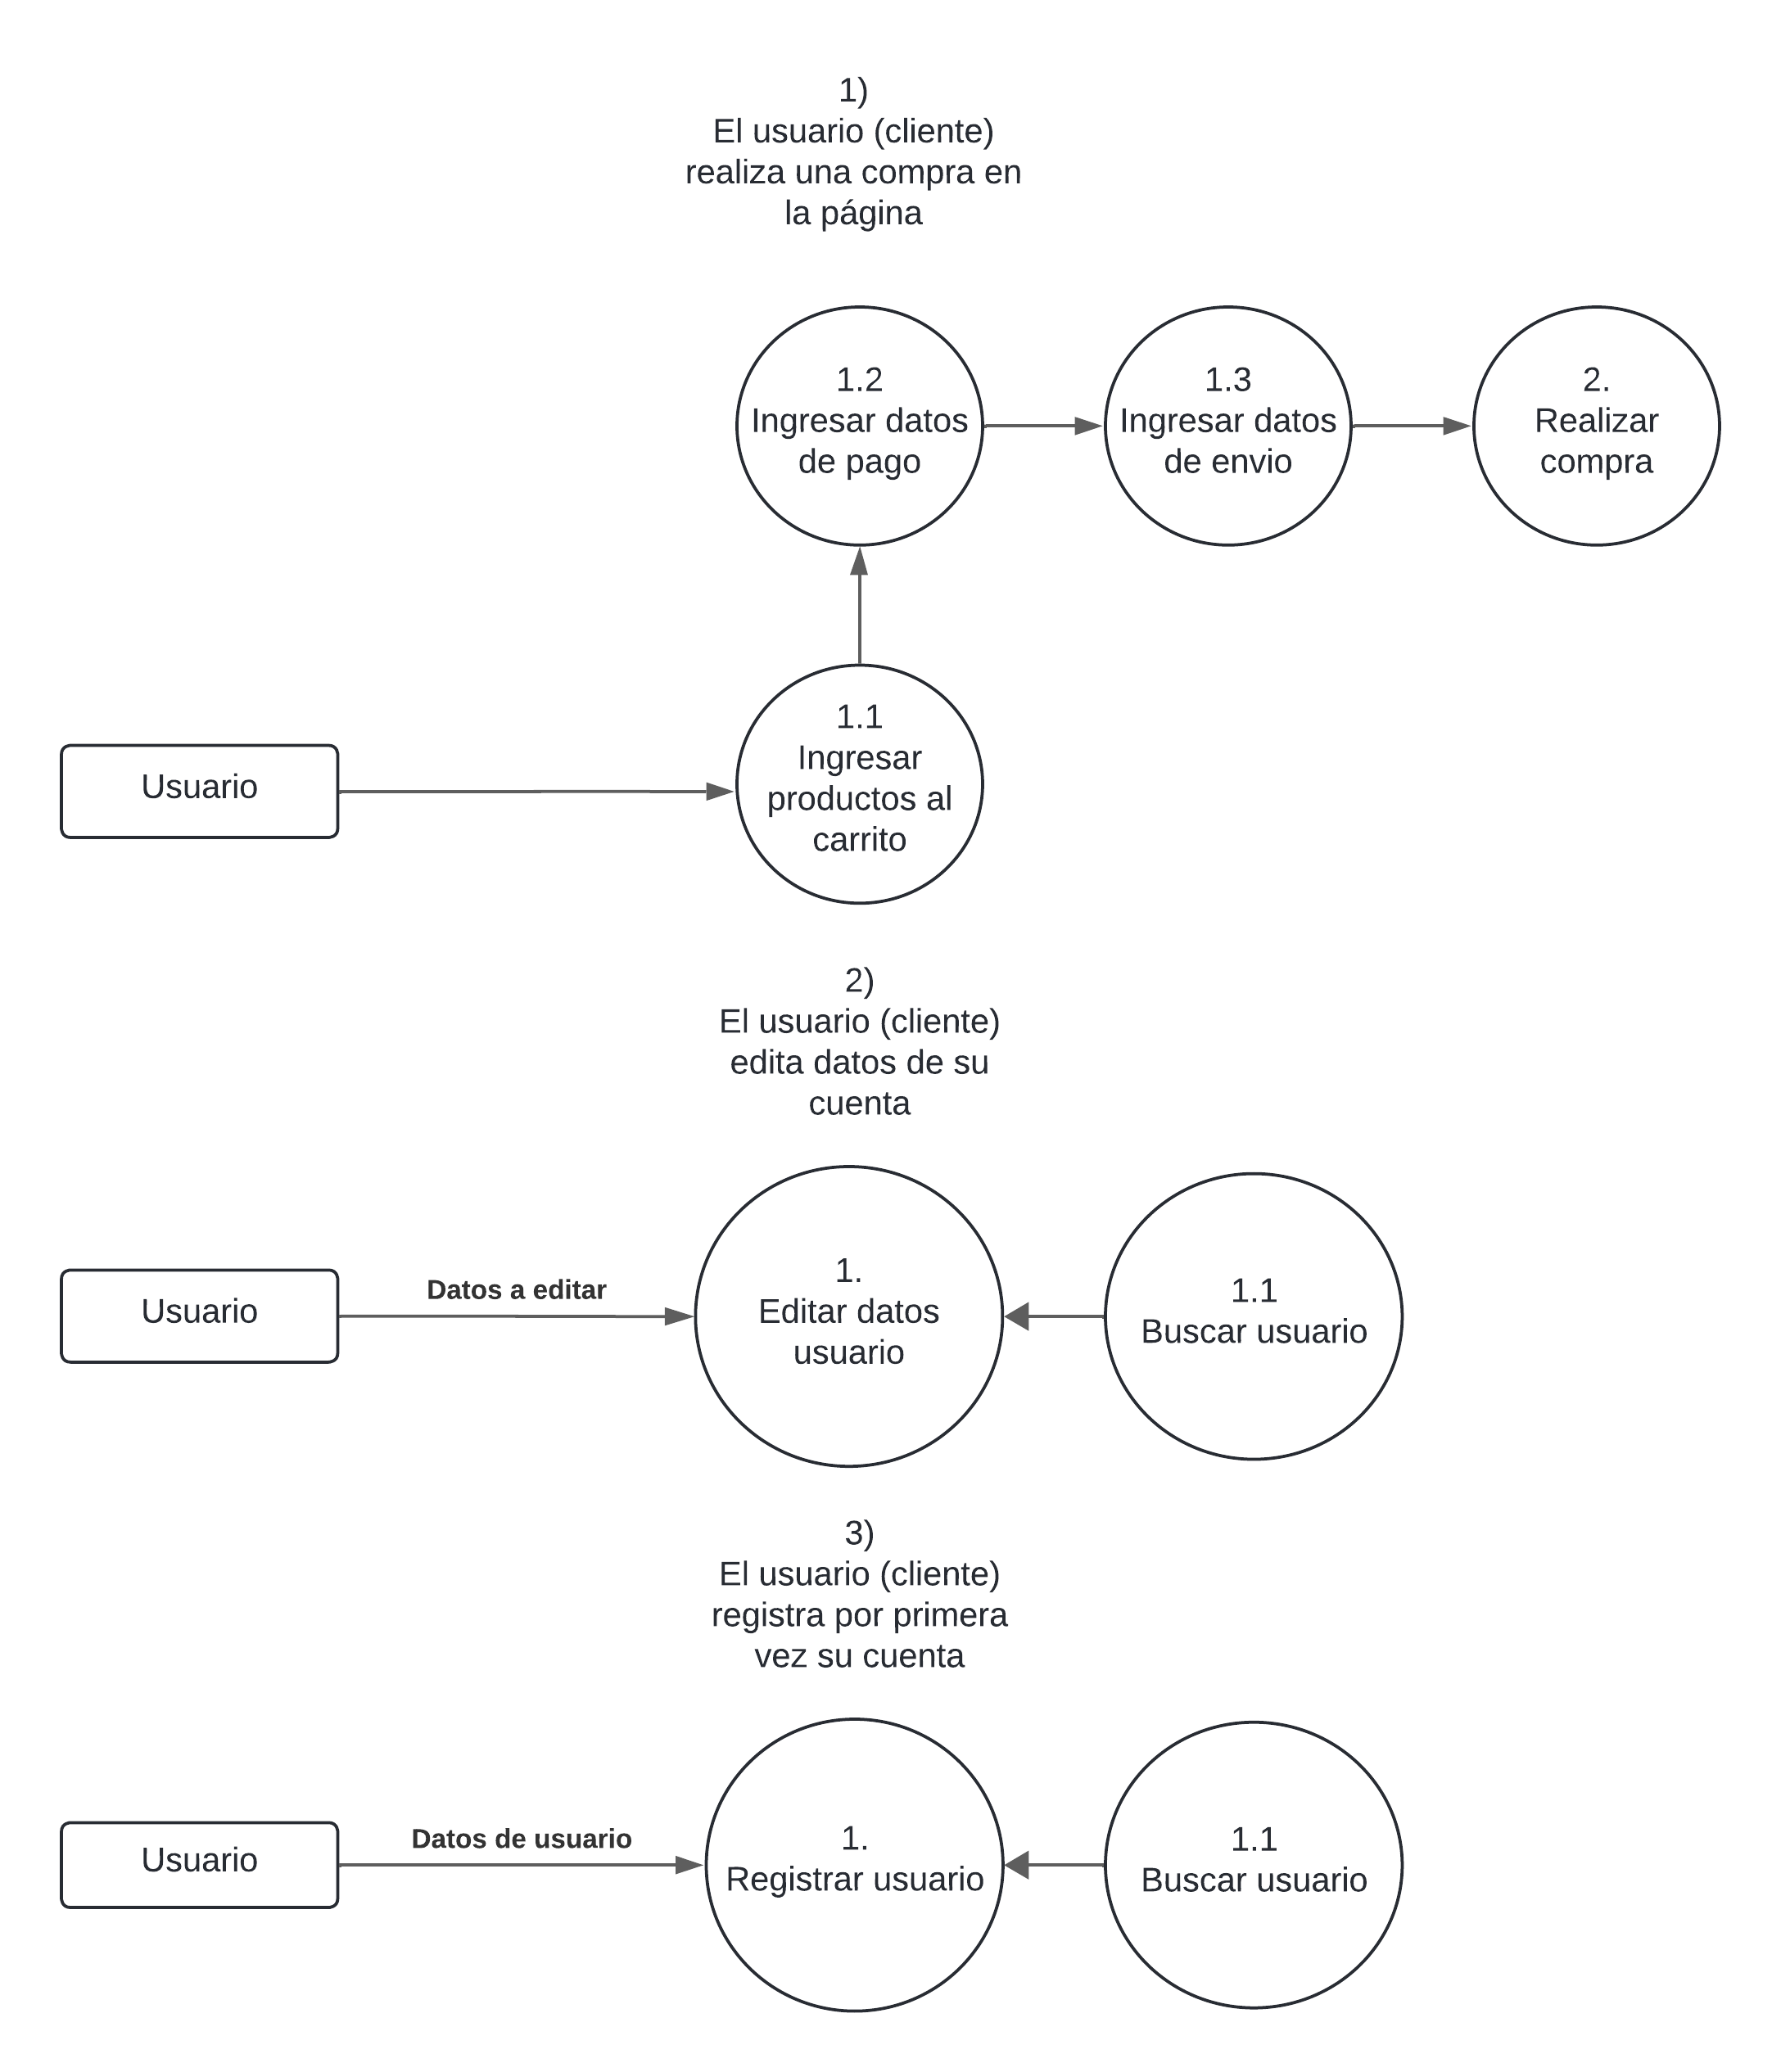 1)
El usuario (cliente)
realiza una compra en
la página
1.2
Ingresar datos
de pago
1.3
Ingresar datos
de envio
2.
Realizar
compra
Usuario
1.1
Ingresar
productos al
carrito
2)
El usuario (cliente)
edita datos de su
cuenta
Usuario
Datos a editar
1.
Editar datos
usuario
1.1
Buscar usuario
3)
El usuario (cliente)
registra por primera
vez su cuenta
Usuario
Datos de usuario
1.
Registrar usuario
1.1
Buscar usuario